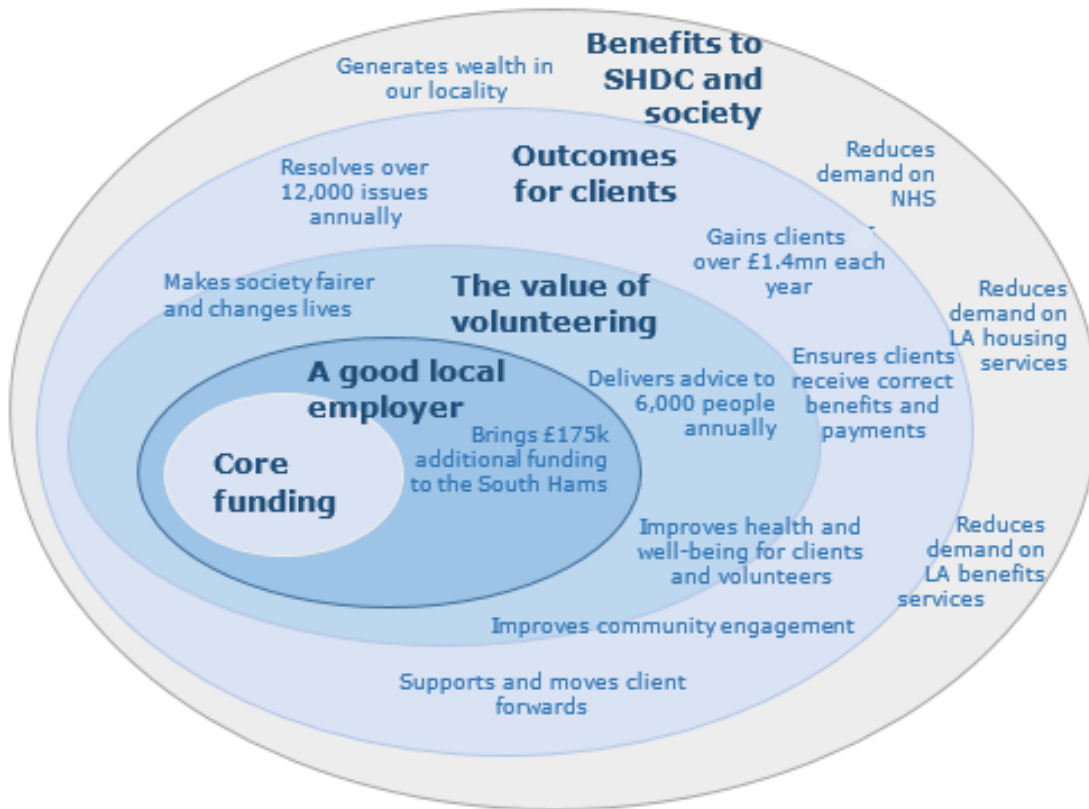 Benefits to
SHDC and
society
Generates wealth in
our locality
Outcomes
for clients
Resolves over
12,000 issues
annually
Reduces
demand on
NHS
Gains clients
over £1.4mn each
year
Makes society fairer
and changes lives
The value of
volunteering
Reduces
demand on
LA housing
services
A good local
employer
Delivers advice to
6,000 people
annually
Ensures clients
receive correct
benefits and
payments
Brings £175k
additional funding
to the South Hams
Core
funding
Improves health and
well-being for clients
and volunteers
Reduces
demand on
LA benefits
services
Improves community engagement
Supports and moves client
forwards